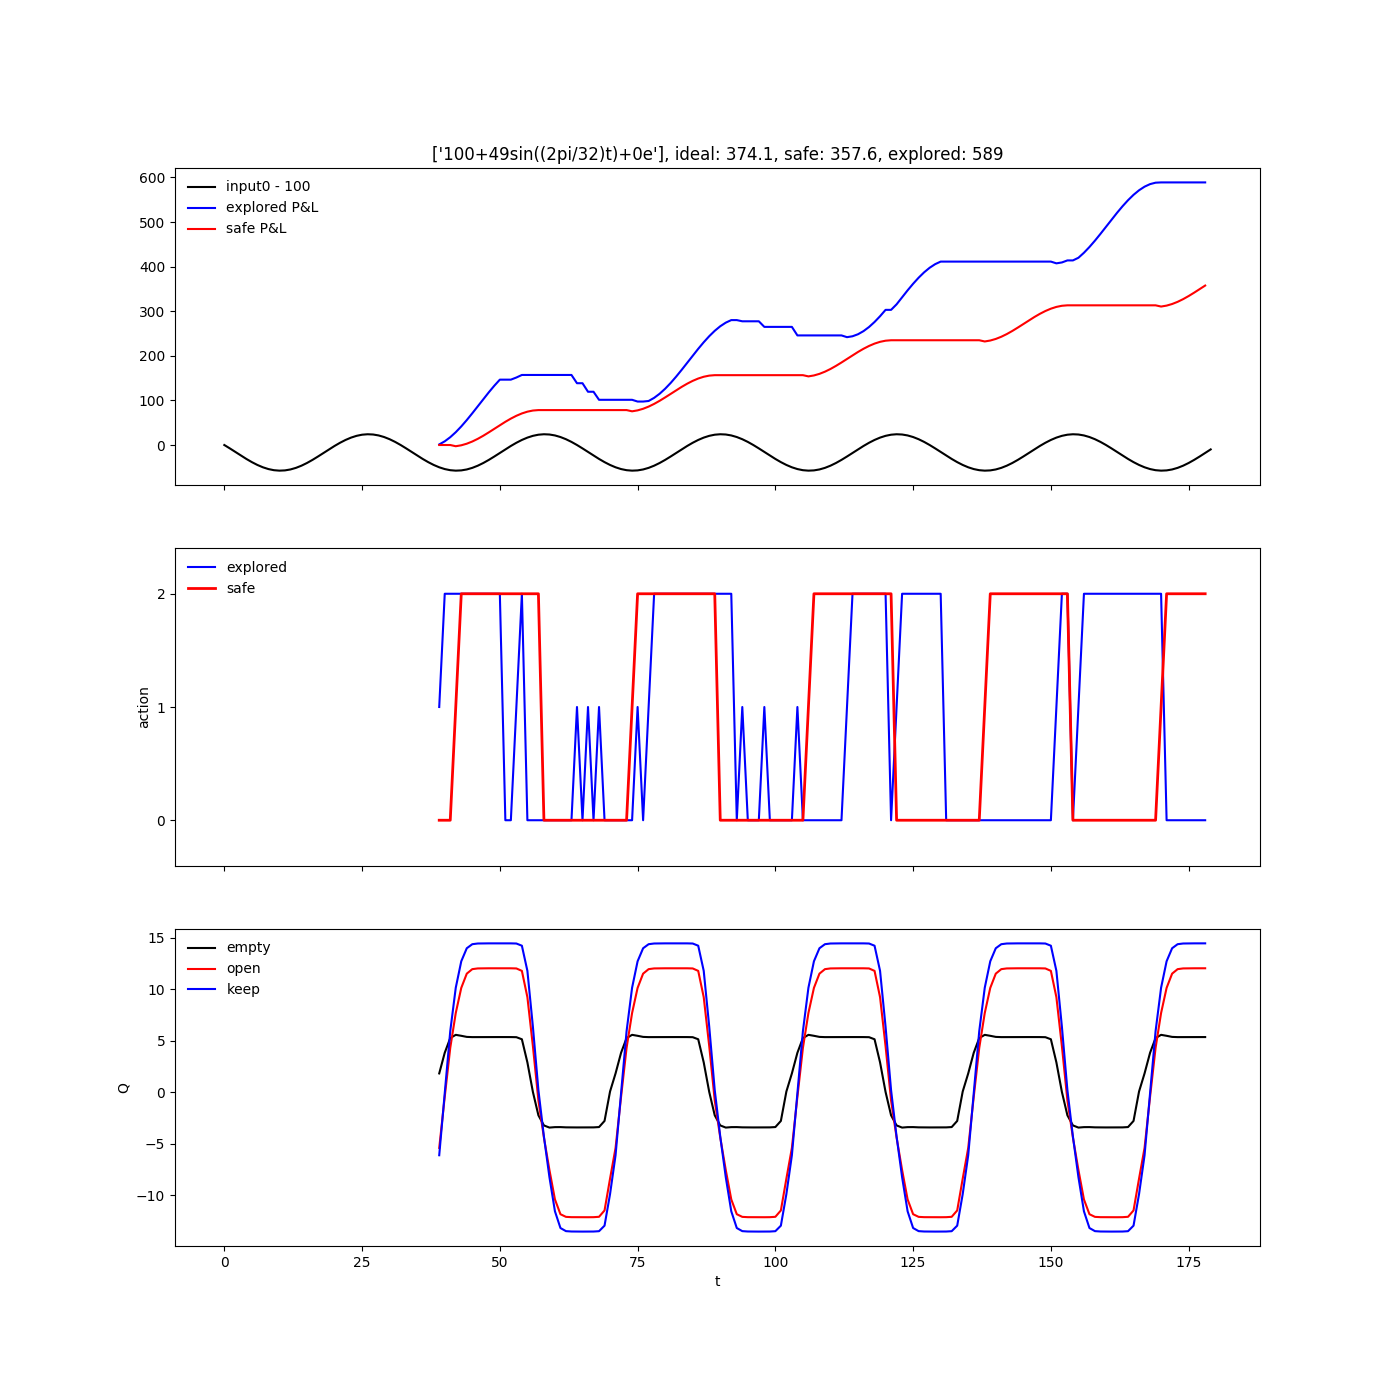 ['100+49sin((2pi/32)t)+0e'], ideal: 374.1, safe: 357.6, explored: 589
600
500
400
300
200
100
0
input0 - 100
explored P&L
safe P&L
action
2
1
0
explored
safe
Q
15
10
5
0
−5
−10
empty
open
keep
0 25 50 75 100 125 150 175
t